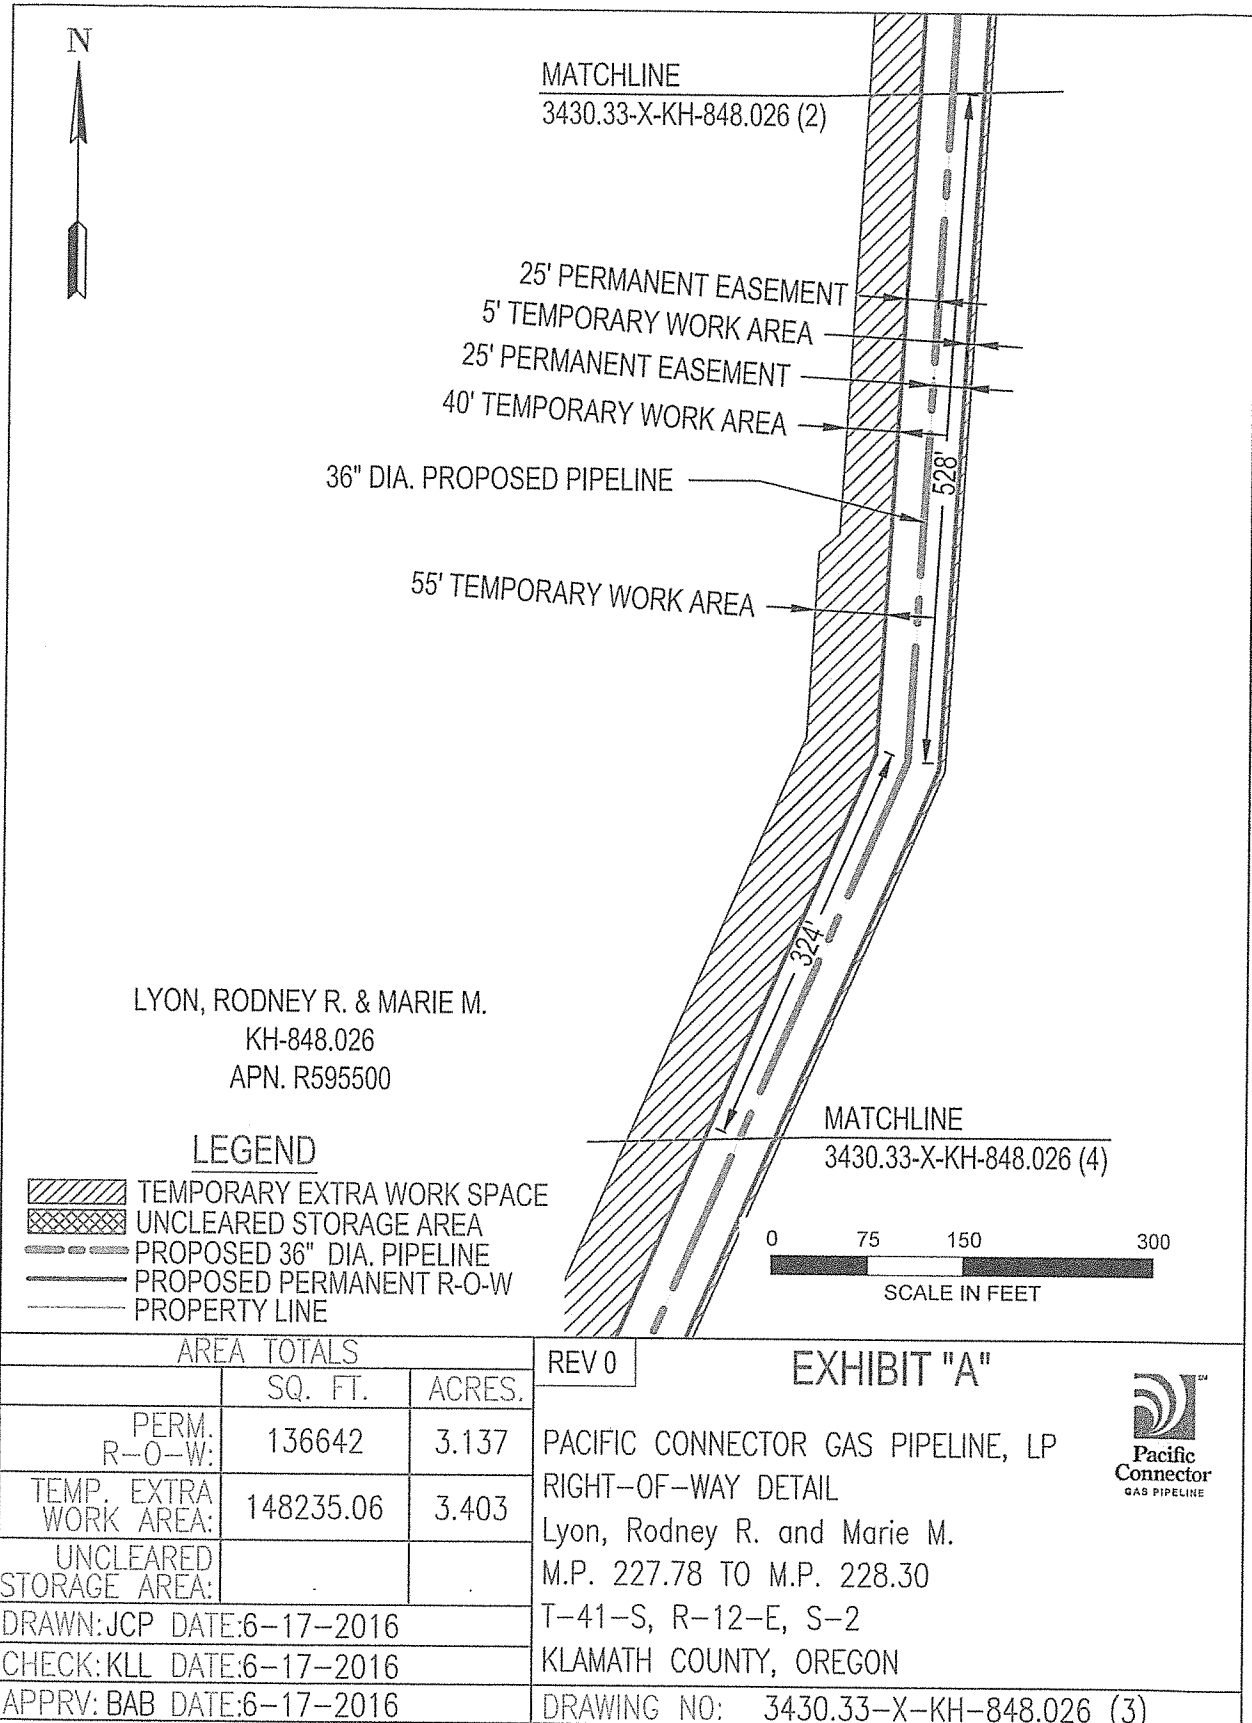 N
MATCHLINE
3430.33-X-KH-848.026 (2)
25' PERMANENT EASEMENT
5' TEMPORARY WORK AREA
25' PERMANENT EASEMENT
40' TEMPORARY WORK AREA
36" DIA. PROPOSED PIPELINE
528'
55' TEMPORARY WORK AREA
324'
LYON, RODNEY R. & MARIE M.
KH-848.026
APN. R595500
MATCHLINE
3430.33-X-KH-848.026 (4)
LEGEND
TEMPORARY EXTRA WORK SPACE
UNCLEARED STORAGE AREA
PROPOSED 36" DIA. PIPELINE
PROPOSED PERMANENT R-O-W
PROPERTY LINE
0 75 150 300
SCALE IN FEET
AREA TOTALS
SQ. FT. ACRES.
PERM. R-O-W: 136642 3.137
TEMP. EXTRA WORK AREA: 148235.06 3.403
UNCLEARED STORAGE AREA: . .
DRAWN: JCP DATE: 6-17-2016
CHECK: KLL DATE: 6-17-2016
APPRV: BAB DATE: 6-17-2016
REV 0
EXHIBIT "A"
PACIFIC CONNECTOR GAS PIPELINE, LP
RIGHT-OF-WAY DETAIL
Lyon, Rodney R. and Marie M.
M.P. 227.78 TO M.P. 228.30
T-41-S, R-12-E, S-2
KLAMATH COUNTY, OREGON
SM
Pacific
Connector
GAS PIPELINE
DRAWING NO: 3430.33-X-KH-848.026 (3)